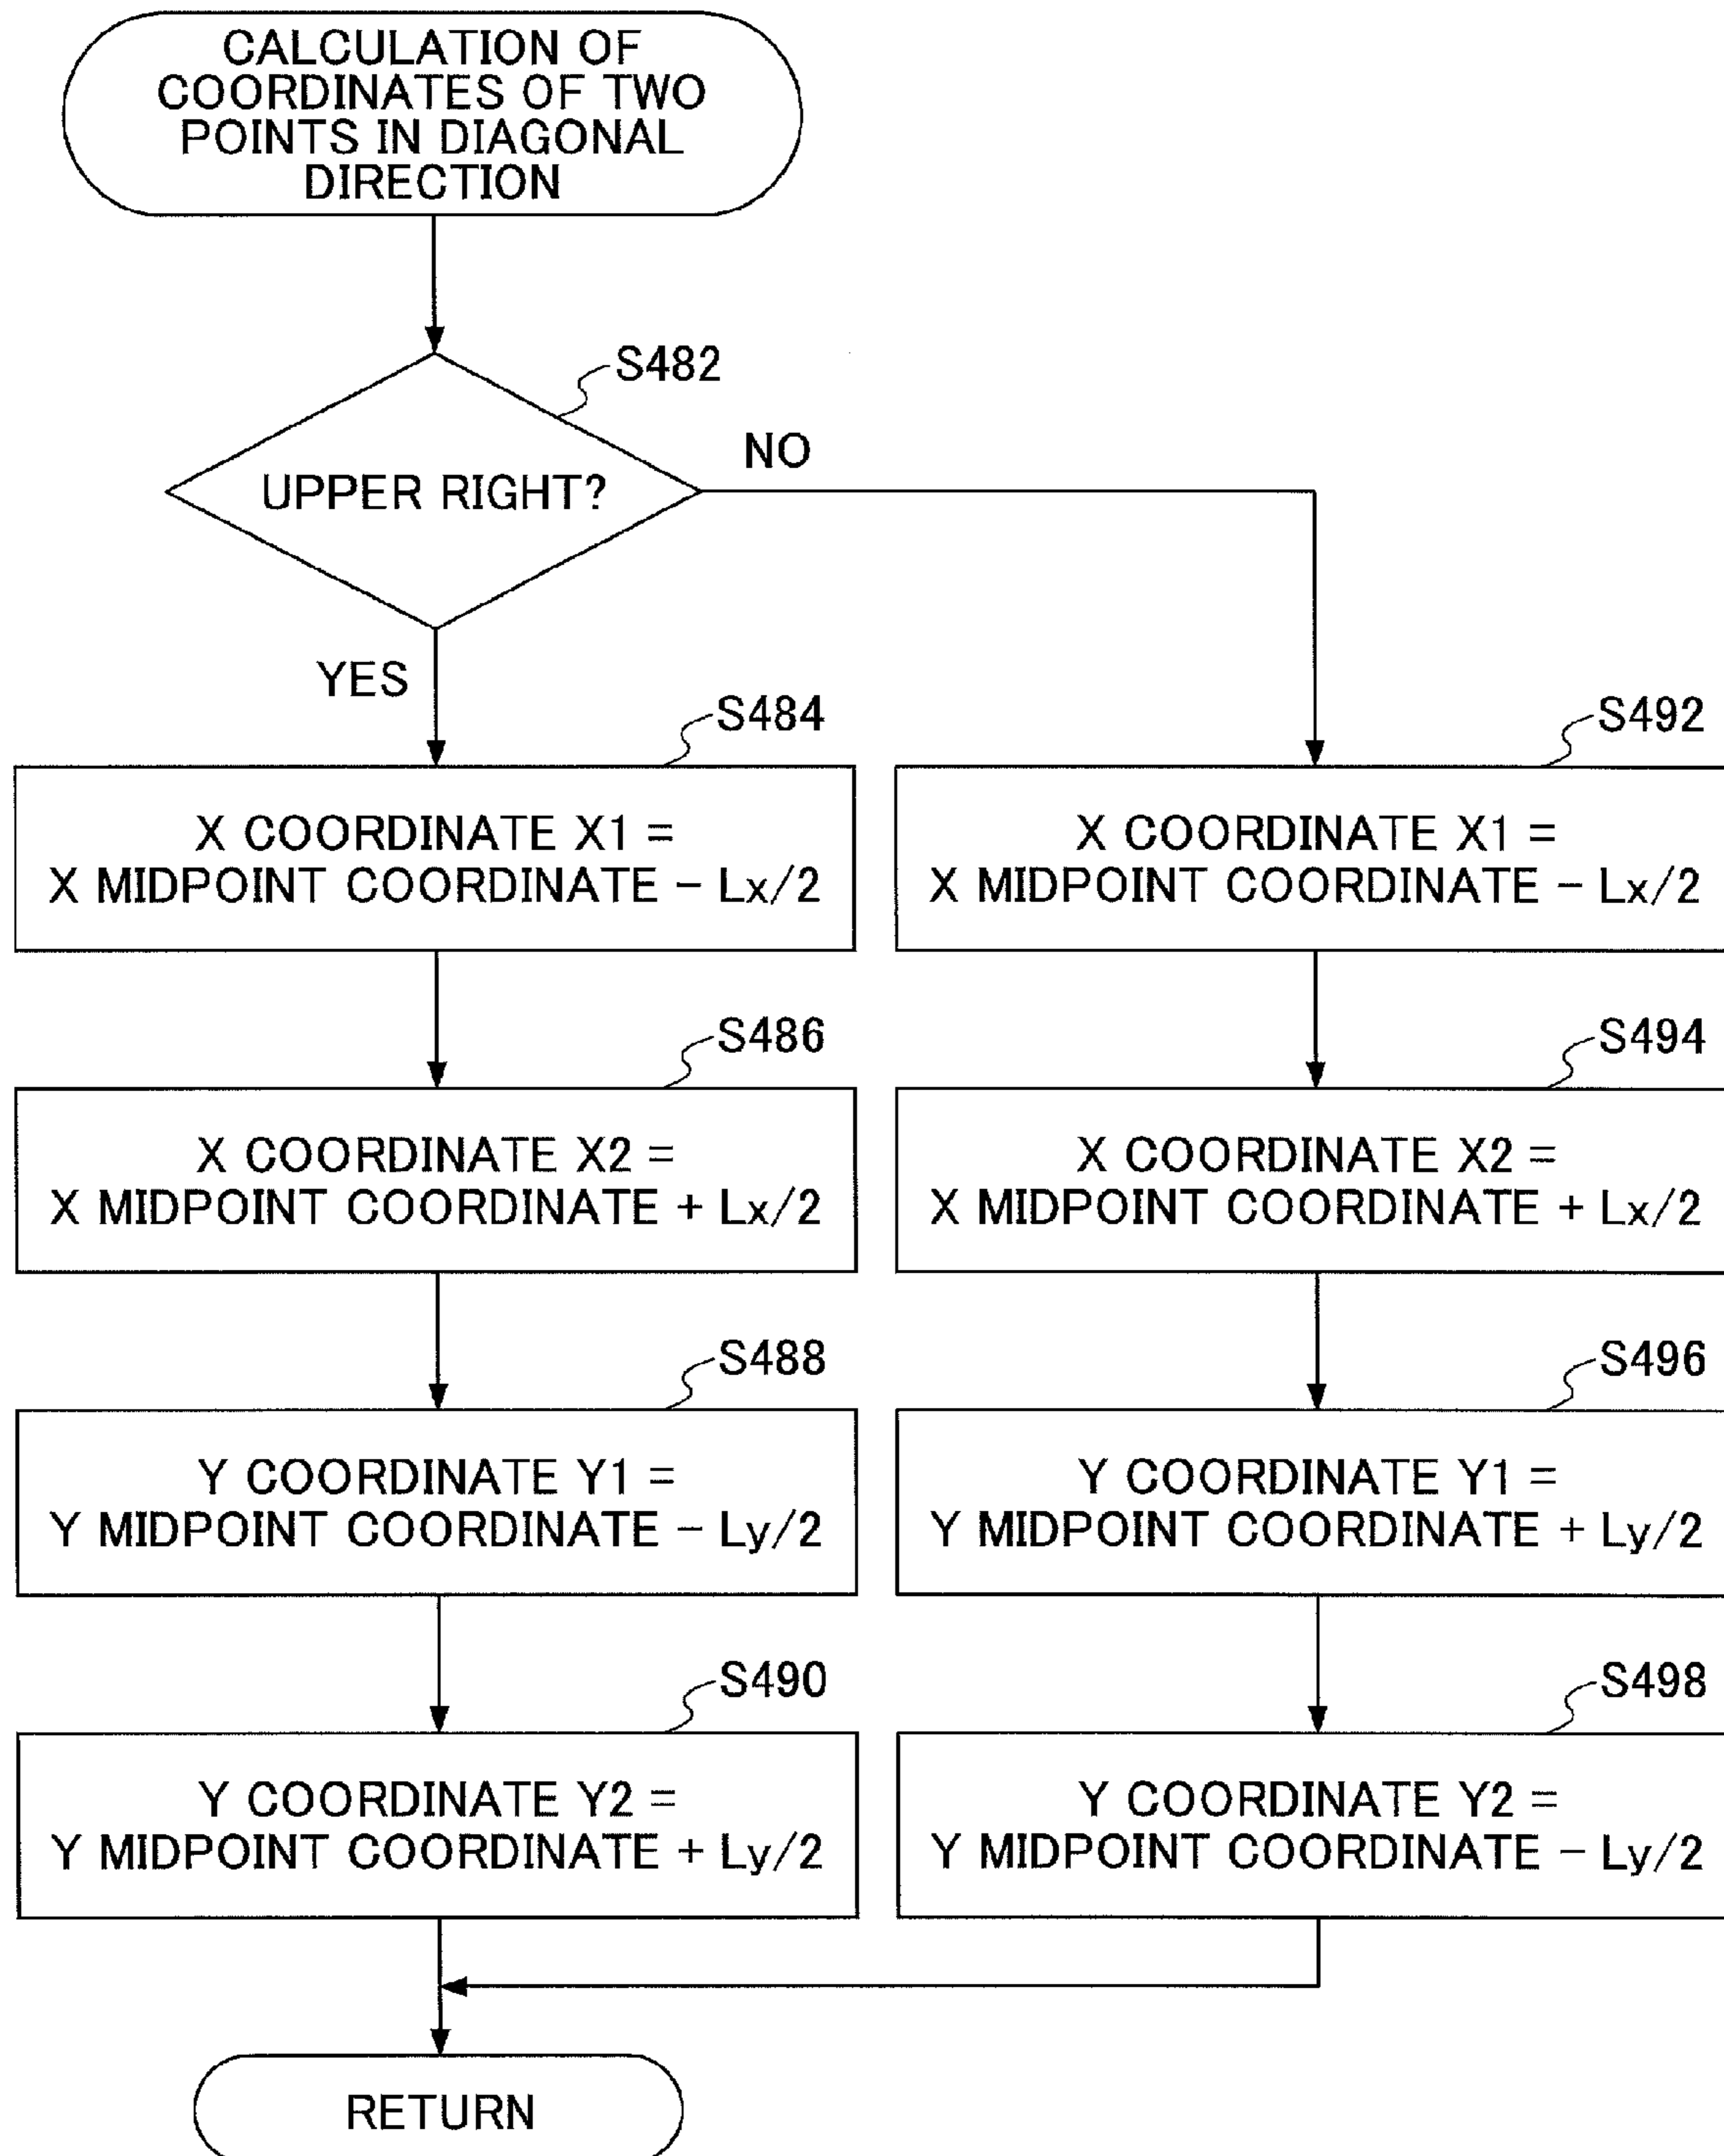 CALCULATION OF
COORDINATES OF TWO
POINTS IN DIAGONAL
DIRECTION
S482
UPPER RIGHT?
NO
YES
S484
X COORDINATE X1 =
X MIDPOINT COORDINATE - Lx/2
S492
X COORDINATE X1 =
X MIDPOINT COORDINATE - Lx/2
S486
X COORDINATE X2 =
X MIDPOINT COORDINATE + Lx/2
S494
X COORDINATE X2 =
X MIDPOINT COORDINATE + Lx/2
S488
Y COORDINATE Y1 =
Y MIDPOINT COORDINATE - Ly/2
S496
Y COORDINATE Y1 =
Y MIDPOINT COORDINATE + Ly/2
S490
Y COORDINATE Y2 =
Y MIDPOINT COORDINATE + Ly/2
S498
Y COORDINATE Y2 =
Y MIDPOINT COORDINATE - Ly/2
RETURN